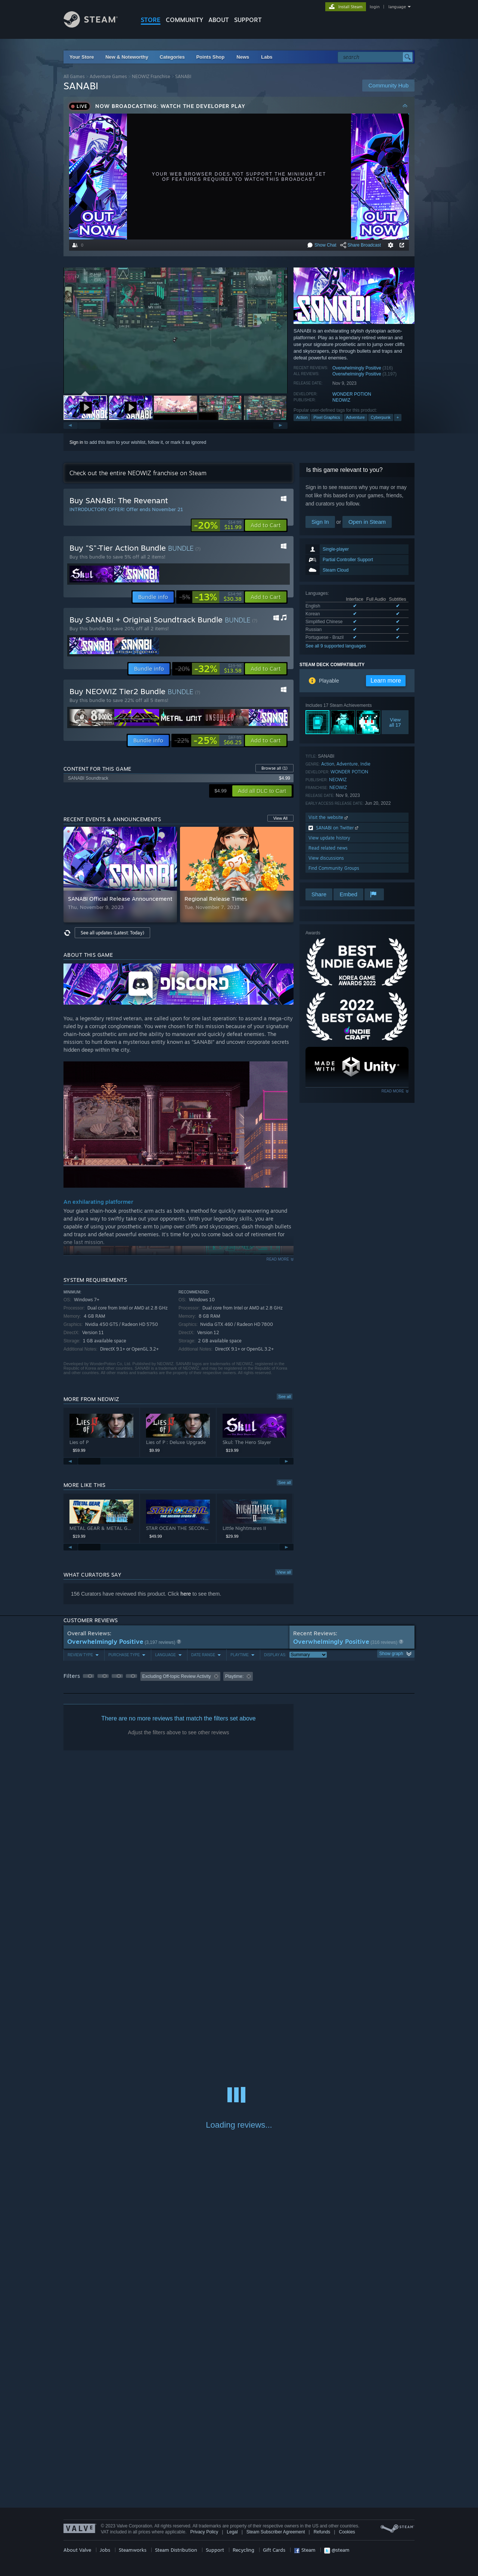 Install Steam
login | language
STEAM
STORE COMMUNITY ABOUT SUPPORT
Your Store New & Noteworthy Categories Points Shop News Labs
search
All Games > Adventure Games > NEOWIZ Franchise > SANABI
SANABI
Community Hub
LIVE NOW BROADCASTING: WATCH THE DEVELOPER PLAY
YOUR WEB BROWSER DOES NOT SUPPORT THE MINIMUM SET
OF FEATURES REQUIRED TO WATCH THIS BROADCAST
OUT NOW
OUT NOW
Show Chat Share Broadcast
SANABI
SANABI is an exhilarating stylish dystopian action-
platformer. Play as a legendary retired veteran and
use your signature prosthetic arm to jump over cliffs
and skyscrapers, zip through bullets and traps, and
defeat powerful enemies.
RECENT REVIEWS: Overwhelmingly Positive
ALL REVIEWS: Overwhelmingly Positive
RELEASE DATE: Nov 9, 2023
DEVELOPER: WONDER POTION
PUBLISHER: NEOWIZ
Popular user-defined tags for this product:
Action Pixel Graphics Adventure Cyberpunk +
Sign in to add this item to your wishlist, follow it, or mark it as ignored
Check out the entire NEOWIZ franchise on Steam
Buy SANABI: The Revenant
INTRODUCTORY OFFER! Offer ends November 21
-20% $14.99 $11.99 Add to Cart
Buy "S"-Tier Action Bundle BUNDLE (?)
Buy this bundle to save 5% off all 2 items!
Skul SANABI
Bundle info -5% -13% $30.38 Add to Cart
Buy SANABI + Original Soundtrack Bundle BUNDLE (?)
Buy this bundle to save 20% off all 2 items!
Bundle info -20% -32% $13.58 Add to Cart
Buy NEOWIZ Tier2 Bundle BUNDLE (?)
Buy this bundle to save 22% off all 5 items!
METAL UNIT UNSOULED SANABI
Bundle info -22% -25% $66.25 Add to Cart
CONTENT FOR THIS GAME Browse all (1)
SANABI Soundtrack $4.99
$4.99 Add all DLC to Cart
RECENT EVENTS & ANNOUNCEMENTS View All
SANABI Official Release Announcement
Thu, November 9, 2023
Regional Release Times
Tue, November 7, 2023
See all updates (Latest: Today)
ABOUT THIS GAME
DISCORD
You, a legendary retired veteran, are called upon for one last operation: to ascend a mega-city
ruled by a corrupt conglomerate. You were chosen for this mission because of your signature
chain-hook prosthetic arm and the military prowess you demonstrated in your prime. The
mission: to hunt down a mysterious entity known as "SANABI" and uncover corporate secrets
hidden deep within the city.
An exhilarating platformer
Your giant chain-hook prosthetic arm acts as both a method for quickly maneuvering around
and also a way to swiftly take out your opponents. With your legendary skills, you are
capable of using your prosthetic arm to jump over cliffs and skyscrapers, dash through bullets
and traps and defeat powerful enemies. It's time for you to come back out of retirement for
one last mission.
READ MORE
SYSTEM REQUIREMENTS
MINIMUM:
OS: Windows 7+
Processor: Dual core from Intel or AMD at 2.8 GHz
Memory: 4 GB RAM
Graphics: Nvidia 450 GTS / Radeon HD 5750
DirectX: Version 11
Storage: 1 GB available space
Additional Notes: DirectX 9.1+ or OpenGL 3.2+
RECOMMENDED:
OS: Windows 10
Processor: Dual core from Intel or AMD at 2.8 GHz
Memory: 8 GB RAM
Graphics: Nvidia GTX 460 / Radeon HD 7800
DirectX: Version 12
Storage: 2 GB available space
Additional Notes: DirectX 9.1+ or OpenGL 3.2+
MORE FROM NEOWIZ See all
Lies of P
$59.99
Lies of P - Deluxe Upgrade
$9.99
Skul: The Hero Slayer
$19.99
MORE LIKE THIS See all
METAL GEAR & METAL G...
$19.99
STAR OCEAN THE SECON...
$49.99
Little Nightmares II
$29.99
WHAT CURATORS SAY View all
156 Curators have reviewed this product. Click here to see them.
Is this game relevant to you?
Sign in to see reasons why you may or may
not like this based on your games, friends,
and curators you follow.
Sign In or Open in Steam
Single-player
Partial Controller Support
Steam Cloud
Languages:
Interface Full Audio Subtitles
English ✔ ✔
Korean ✔ ✔
Simplified Chinese ✔ ✔
Russian ✔ ✔
Portuguese - Brazil ✔ ✔
See all 9 supported languages
STEAM DECK COMPATIBILITY
Playable Learn more
Includes 17 Steam Achievements
View
all 17
TITLE: SANABI
GENRE: Action, Adventure, Indie
DEVELOPER: WONDER POTION
PUBLISHER: NEOWIZ
FRANCHISE: NEOWIZ
RELEASE DATE: Nov 9, 2023
EARLY ACCESS RELEASE DATE: Jun 20, 2022
Visit the website
SANABI on Twitter
View update history
Read related news
View discussions
Find Community Groups
Share Embed
Awards
BEST
INDIE GAME
KOREA GAME
AWARDS 2022
2022
BEST GAME
INDIE CRAFT
MADE WITH Unity
READ MORE
CUSTOMER REVIEWS
Overall Reviews:
Overwhelmingly Positive
Recent Reviews:
Overwhelmingly Positive
REVIEW TYPE PURCHASE TYPE LANGUAGE DATE RANGE PLAYTIME DISPLAY AS: Summary Show graph
Filters Excluding Off-topic Review Activity Playtime:
There are no more reviews that match the filters set above
Adjust the filters above to see other reviews
Loading reviews...
VALVE
© 2023 Valve Corporation. All rights reserved. All trademarks are property of their respective owners in the US and other countries.
VAT included in all prices where applicable. Privacy Policy | Legal | Steam Subscriber Agreement | Refunds | Cookies
STEAM
About Valve | Jobs | Steamworks | Steam Distribution | Support | Recycling | Gift Cards | Steam | @steam